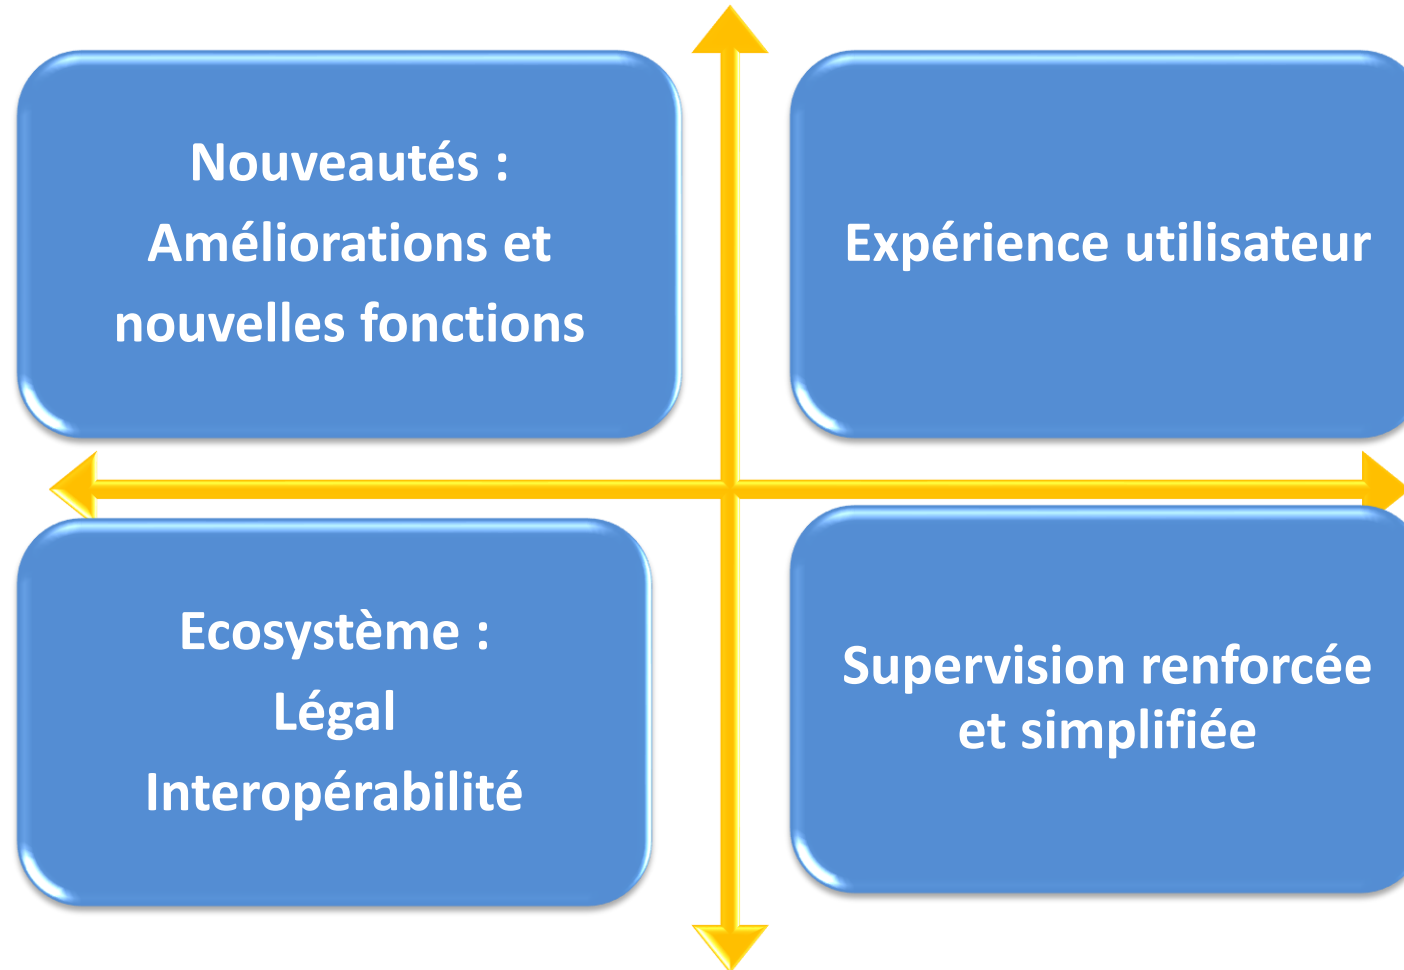 Nouveautés :
Améliorations et
nouvelles fonctions
Expérience utilisateur
Ecosystème :
Légal
Interopérabilité
Supervision renforcée
et simplifiée